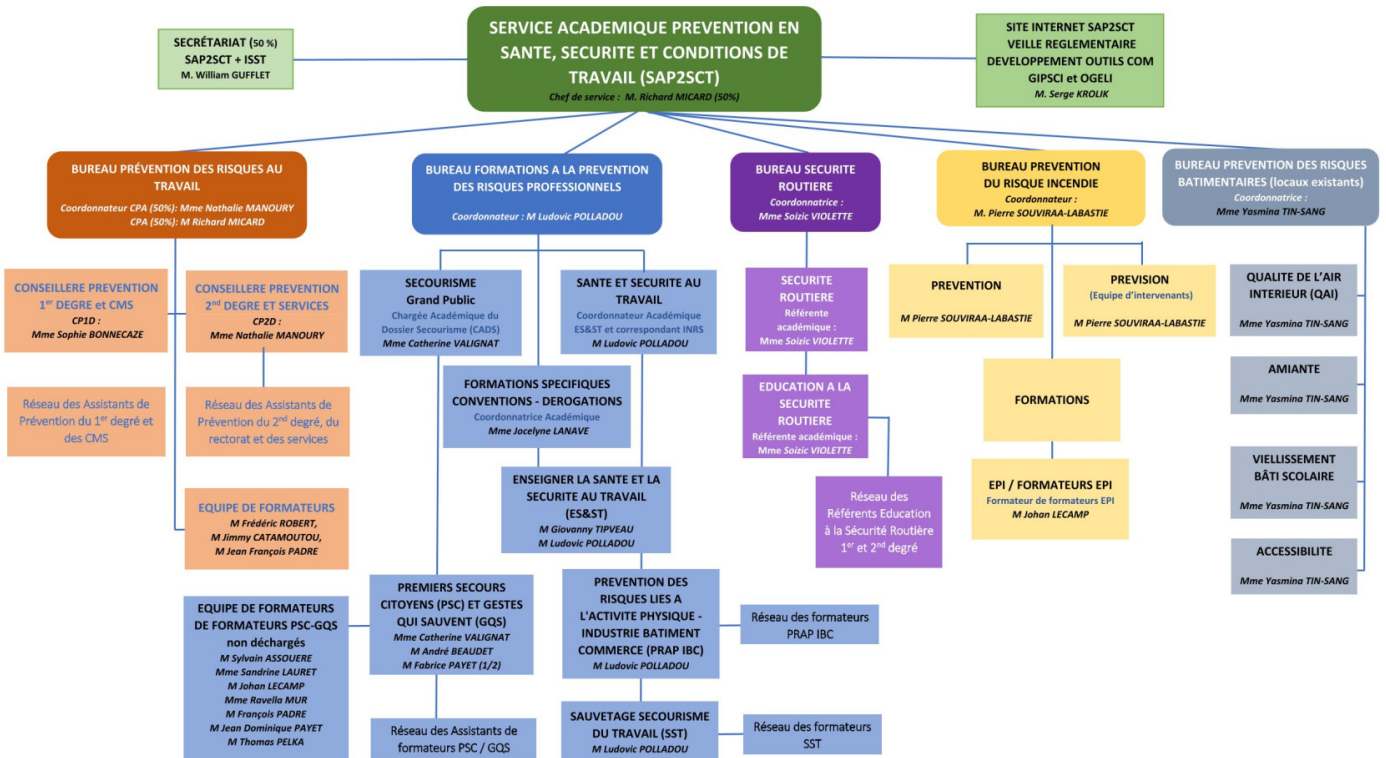 SERVICE ACADEMIQUE PREVENTION EN
SANTE, SECURITE ET CONDITIONS DE
TRAVAIL (SAP2SCT)
Chef de service : M. Richard MICARD (50%)
SECRÉTARIAT (50 %)
SAP2SCT + ISST
M. William GUFFLET
SITE INTERNET SAP2SCT
VEILLE REGLEMENTAIRE
DEVELOPPEMENT OUTILS COM
GIPSCI et OGELI
M. Serge KROLIK
BUREAU PRÉVENTION DES RISQUES AU
TRAVAIL
Coordonnateur CPA (50%): Mme Nathalie MANOURY
CPA (50%): M Richard MICARD
CONSEILLERE PREVENTION
1er DEGRE et CMS
CP1D :
Mme Sophie BONNECAZE
CONSEILLERE PREVENTION
2nd DEGRE ET SERVICES
CP2D :
Mme Nathalie MANOURY
Réseau des Assistants de
Prévention du 1er degré et
des CMS
Réseau des Assistants de
Prévention du 2nd degré, du
rectorat et des services
EQUIPE DE FORMATEURS
M Frédéric ROBERT,
M Jimmy CATAMOUTOU,
M Jean François PADRE
BUREAU FORMATIONS A LA PREVENTION
DES RISQUES PROFESSIONNELS
Coordonnateur : M Ludovic POLLADOU
SECOURISME
Grand Public
Chargée Académique du
Dossier Secourisme (CADS)
Mme Catherine VALIGNAT
SANTE ET SECURITE AU
TRAVAIL
Coordonnateur Académique
ES&ST et correspondant INRS
M Ludovic POLLADOU
FORMATIONS SPECIFIQUES
CONVENTIONS - DEROGATIONS
Coordonnatrice Académique
Mme Jocelyne LANAVE
ENSEIGNER LA SANTE ET LA
SECURITE AU TRAVAIL
(ES&ST)
M Giovanny TIPVEAU
M Ludovic POLLADOU
EQUIPE DE FORMATEURS
DE FORMATEURS PSC-GQS
non déchargés
M Sylvain ASSOUERE
Mme Sandrine LAURET
M Johan LECAMP
Mme Ravella MUR
M François PADRE
M Jean Dominique PAYET
M Thomas PELKA
PREMIERS SECOURS
CITOYENS (PSC) ET GESTES
QUI SAUVENT (GQS)
Mme Catherine VALIGNAT
M André BEAUDET
M Fabrice PAYET (1/2)
Réseau des Assistants de
formateurs PSC / GQS
PREVENTION DES
RISQUES LIES A
L'ACTIVITE PHYSIQUE -
INDUSTRIE BATIMENT
COMMERCE (PRAP IBC)
M Ludovic POLLADOU
Réseau des formateurs
PRAP IBC
SAUVETAGE SECOURISME
DU TRAVAIL (SST)
M Ludovic POLLADOU
Réseau des formateurs
SST
BUREAU SECURITE
ROUTIERE
Coordonnatrice :
Mme Soizic VIOLETTE
SECURITE
ROUTIERE
Référente
académique :
Mme Soizic VIOLETTE
EDUCATION A LA
SECURITE
ROUTIERE
Référente académique :
Mme Soizic VIOLETTE
Réseau des
Référents Education
à la Sécurité Routière
1er et 2nd degré
BUREAU PREVENTION
DU RISQUE INCENDIE
Coordonnateur :
M. Pierre SOUVIRAA-LABASTIE
PREVENTION
M Pierre SOUVIRAA-LABASTIE
PREVISION
(Equipe d’intervenants)
M Pierre SOUVIRAA-LABASTIE
FORMATIONS
EPI / FORMATEURS EPI
Formateur de formateurs EPI
M Johan LECAMP
BUREAU PREVENTION DES RISQUES
BATIMENTAIRES (locaux existants)
Coordonnatrice :
Mme Yasmina TIN-SANG
QUALITE DE L’AIR
INTERIEUR (QAI)
Mme Yasmina TIN-SANG
AMIANTE
Mme Yasmina TIN-SANG
VIELLISSEMENT
BÂTI SCOLAIRE
Mme Yasmina TIN-SANG
ACCESSIBILITE
Mme Yasmina TIN-SANG